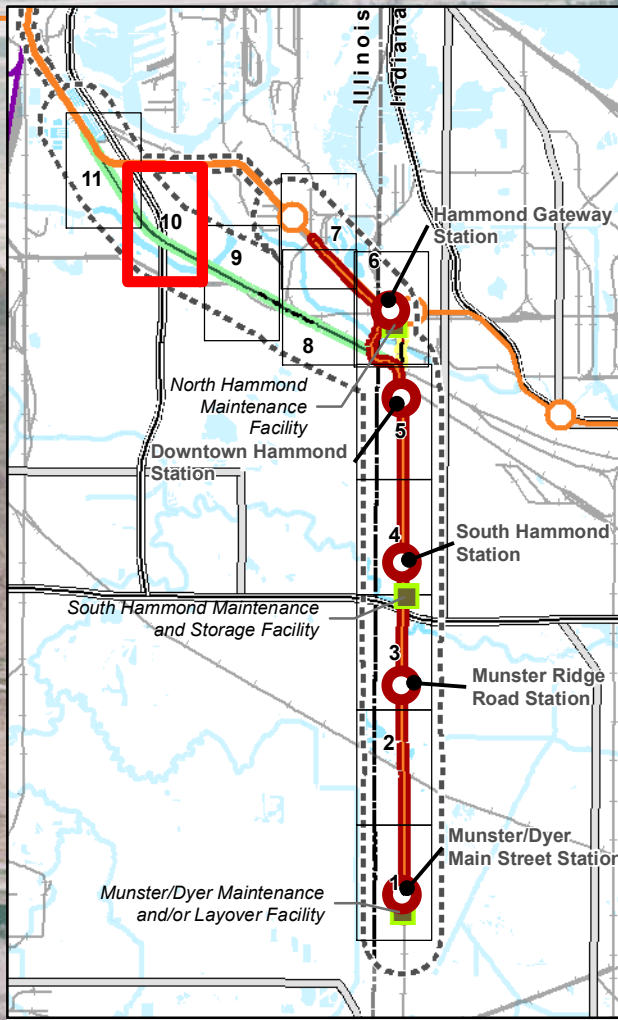 Illinois
Indiana
11
10
9
7
6
8
Hammond Gateway
Station
North Hammond
Maintenance
Facility
Downtown Hammond
Station
5
4
South Hammond
Station
South Hammond Maintenance
and Storage Facility
3
Munster Ridge
Road Station
2
Munster/Dyer
Main Street Station
1
Munster/Dyer Maintenance
and/or Layover Facility